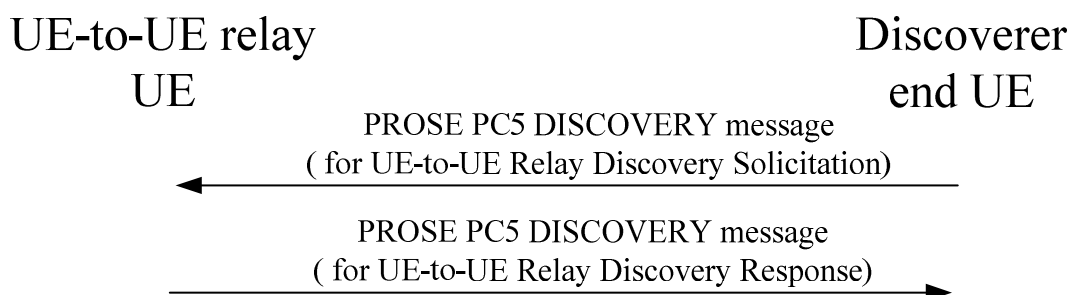 UE-to-UE relay
UE
Discoverer
end UE
PROSE PC5 DISCOVERY message
( for UE-to-UE Relay Discovery Solicitation)
PROSE PC5 DISCOVERY message
( for UE-to-UE Relay Discovery Response)